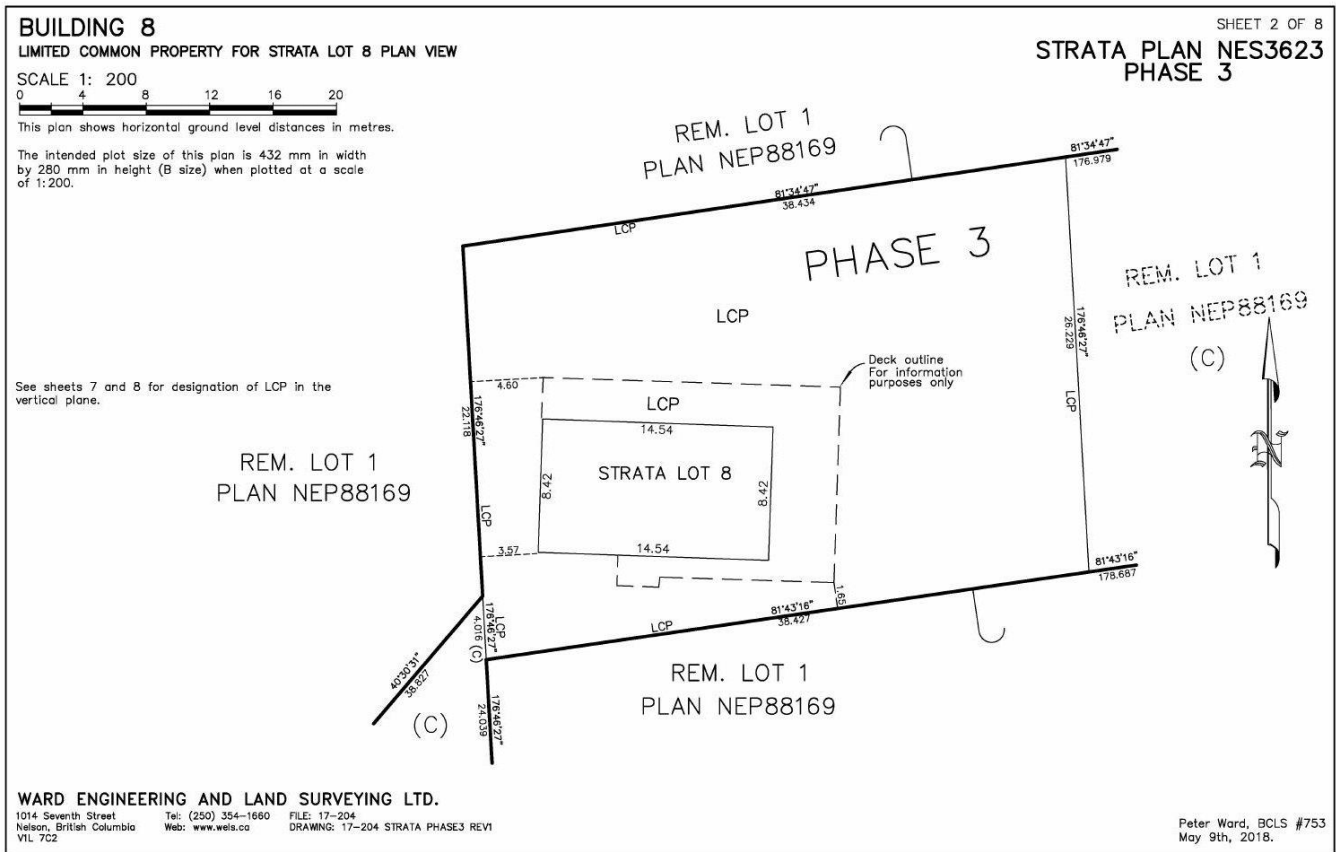 BUILDING 8
LIMITED COMMON PROPERTY FOR STRATA LOT 8 PLAN VIEW
SCALE 1: 200
0 4 8 12 16 20
This plan shows horizontal ground level distances in metres.
The intended plot size of this plan is 432 mm in width
by 280 mm in height (B size) when plotted at a scale
of 1:200.
SHEET 2 OF 8
STRATA PLAN NES3623
PHASE 3
REM. LOT 1
PLAN NEP88169
81°34'47"
176.979
81°34'47"
38.434
LCP
PHASE 3
REM. LOT 1
PLAN NEP88169
(C)
LCP
176°46'27"
26.229
LCP
Deck outline
For information
purposes only
See sheets 7 and 8 for designation of LCP in the
vertical plane.
4.60
LCP
14.54
176°46'27"
22.118
REM. LOT 1
PLAN NEP88169
STRATA LOT 8
8.42
8.42
N
LCP
3.57
14.54
81°43'16"
178.687
1.65
81°43'16"
38.427
LCP
LCP
176°46'27"
4.016 (C)
REM. LOT 1
PLAN NEP88169
40°30'31"
38.827
(C)
176°46'27"
24.039
WARD ENGINEERING AND LAND SURVEYING LTD.
1014 Seventh Street Tel: (250) 354-1660 FILE: 17-204
Nelson, British Columbia Web: www.wels.ca DRAWING: 17-204 STRATA PHASE3 REV1
V1L 7C2
Peter Ward, BCLS #753
May 9th, 2018.